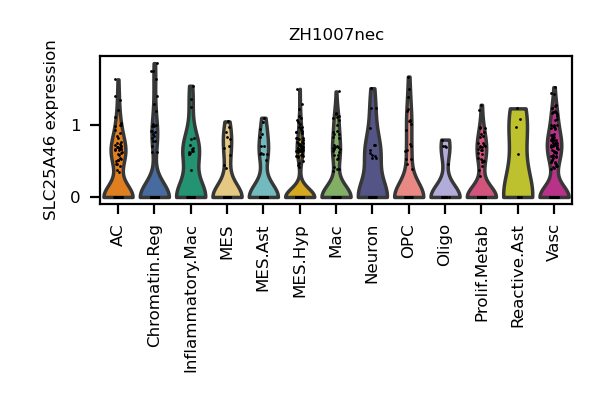 ZH1007nec
SLC25A46 expression
1
0
AC
Chromatin.Reg
Inflammatory.Mac
MES
MES.Ast
MES.Hyp
Mac
Neuron
OPC
Oligo
Prolif.Metab
Reactive.Ast
Vasc